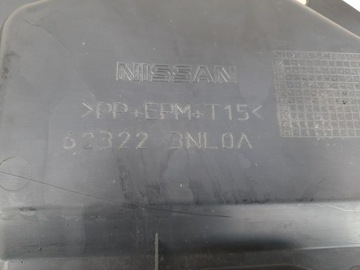 NISSAN
>PP+EPM+T15<
62322 3NL0A